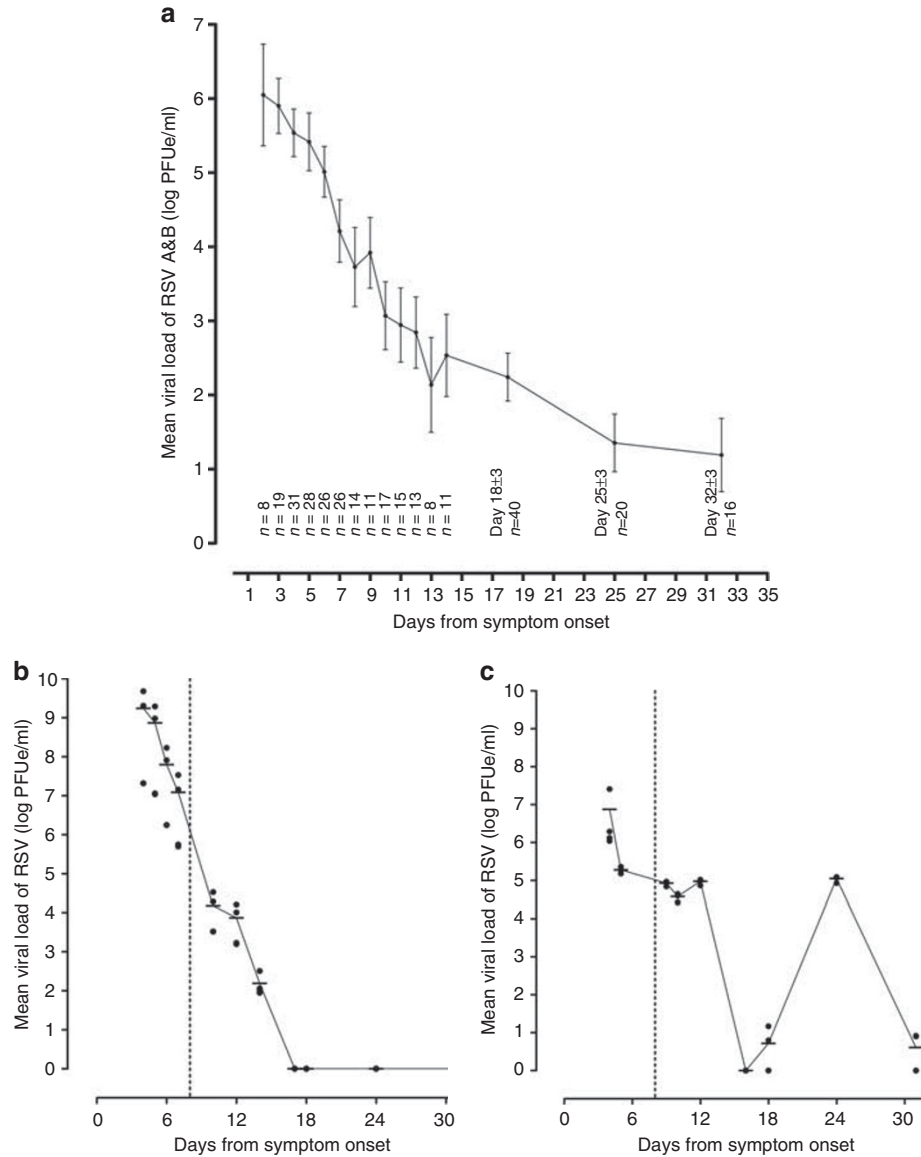 a
Mean viral load of RSV A&B (log PFUe/ml)
7
6
5
4
3
2
1
0
n = 8
n = 19
n = 31
n = 28
n = 26
n = 26
n = 14
n = 11
n = 17
n = 15
n = 13
n = 8
n = 11
Day 18±3
n=40
Day 25±3
n=20
Day 32±3
n=16
1 3 5 7 9 11 13 15 17 19 21 23 25 27 29 31 33 35
Days from symptom onset
b
Mean viral load of RSV (log PFUe/ml)
10
9
8
7
6
5
4
3
2
1
0
0 6 12 18 24 30
Days from symptom onset
c
Mean viral load of RSV (log PFUe/ml)
10
9
8
7
6
5
4
3
2
1
0
0 6 12 18 24 30
Days from symptom onset